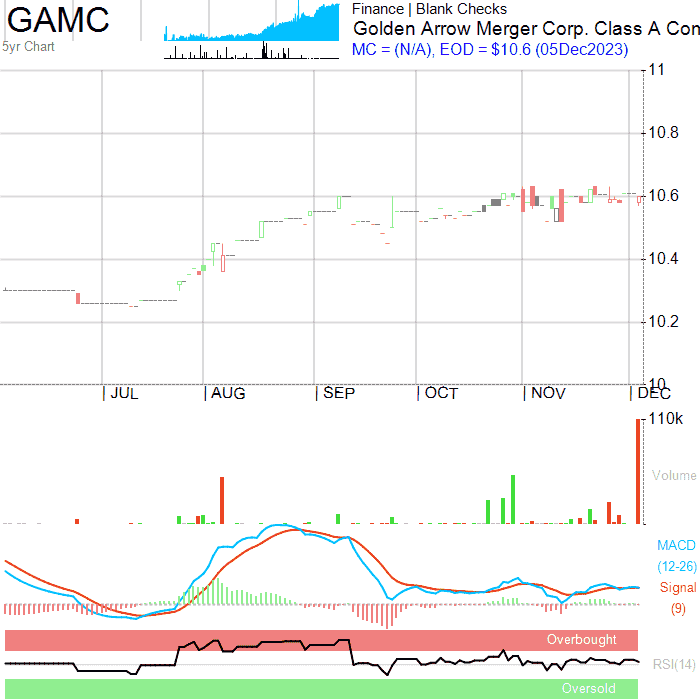 GAMC
5yr Chart
Finance | Blank Checks
Golden Arrow Merger Corp. Class A Con
MC = (N/A), EOD = $10.6 (05Dec2023)
11
10.8
10.6
10.4
10.2
10
| JUL | AUG | SEP | OCT | NOV | DEC
110k
Volume
MACD
(12-26)
Signal
(9)
Overbought
RSI(14)
Oversold